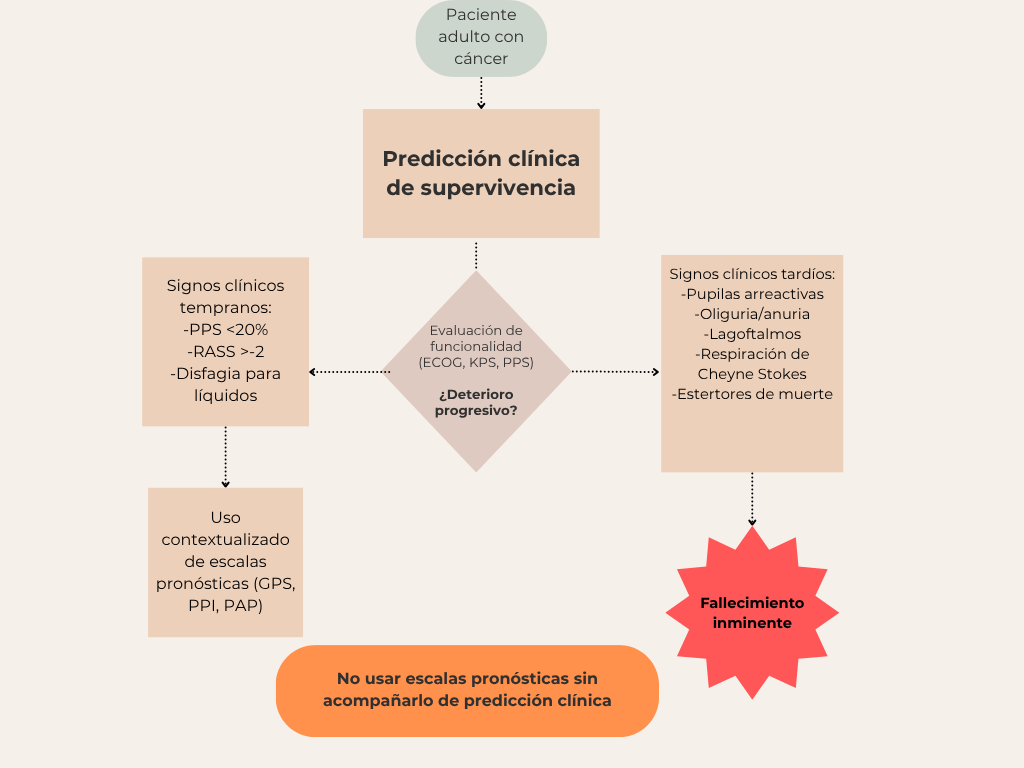 Paciente
adulto con
cáncer
Predicción clínica
de supervivencia
Signos clínicos
tempranos:
-PPS <20%
-RASS >-2
-Disfagia para
líquidos
Evaluación de
funcionalidad
(ECOG, KPS, PPS)
¿Deterioro
progresivo?
Signos clínicos tardíos:
-Pupilas arreactivas
-Oliguria/anuria
-Lagoftalmos
-Respiración de
Cheyne Stokes
-Estertores de muerte
Uso
contextualizado
de escalas
pronósticas (GPS,
PPI, PAP)
Fallecimiento
inminente
No usar escalas pronósticas sin
acompañarlo de predicción clínica